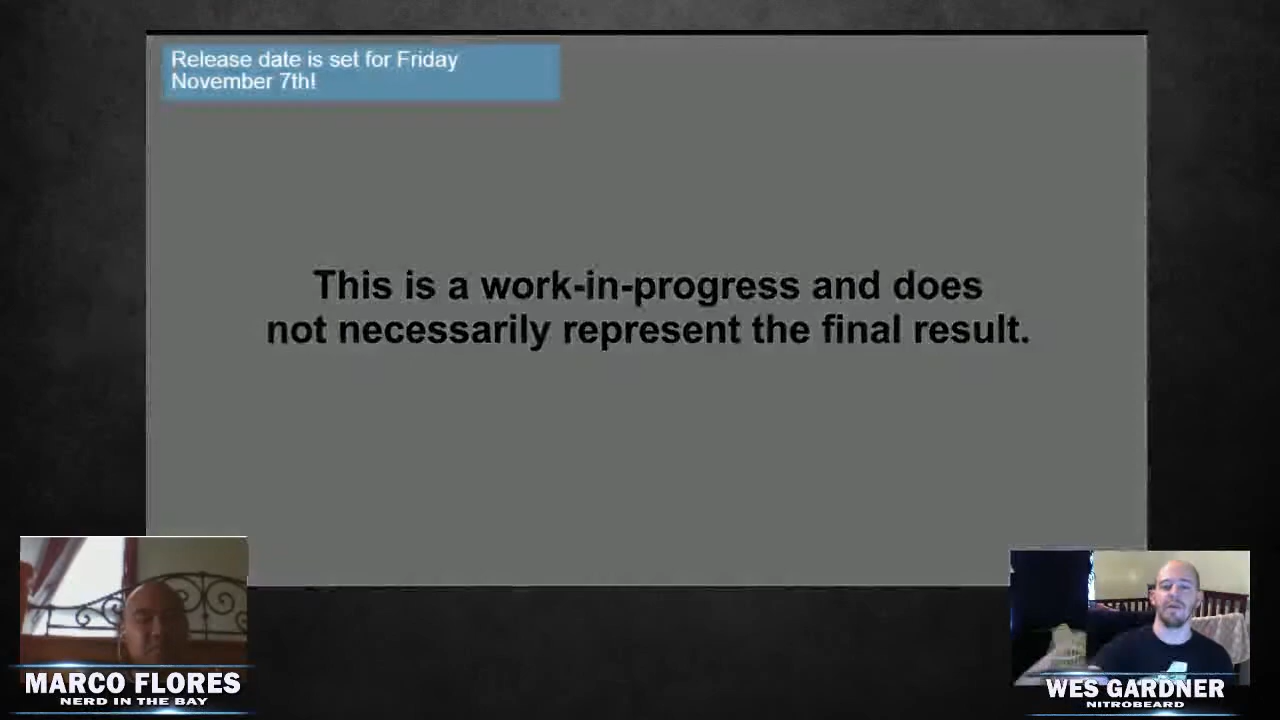 Release date is set for Friday
November 7th!
This is a work-in-progress and does
not necessarily represent the final result.
MARCO FLORES
NERD IN THE BAY
WES GARDNER
NITROBEARD